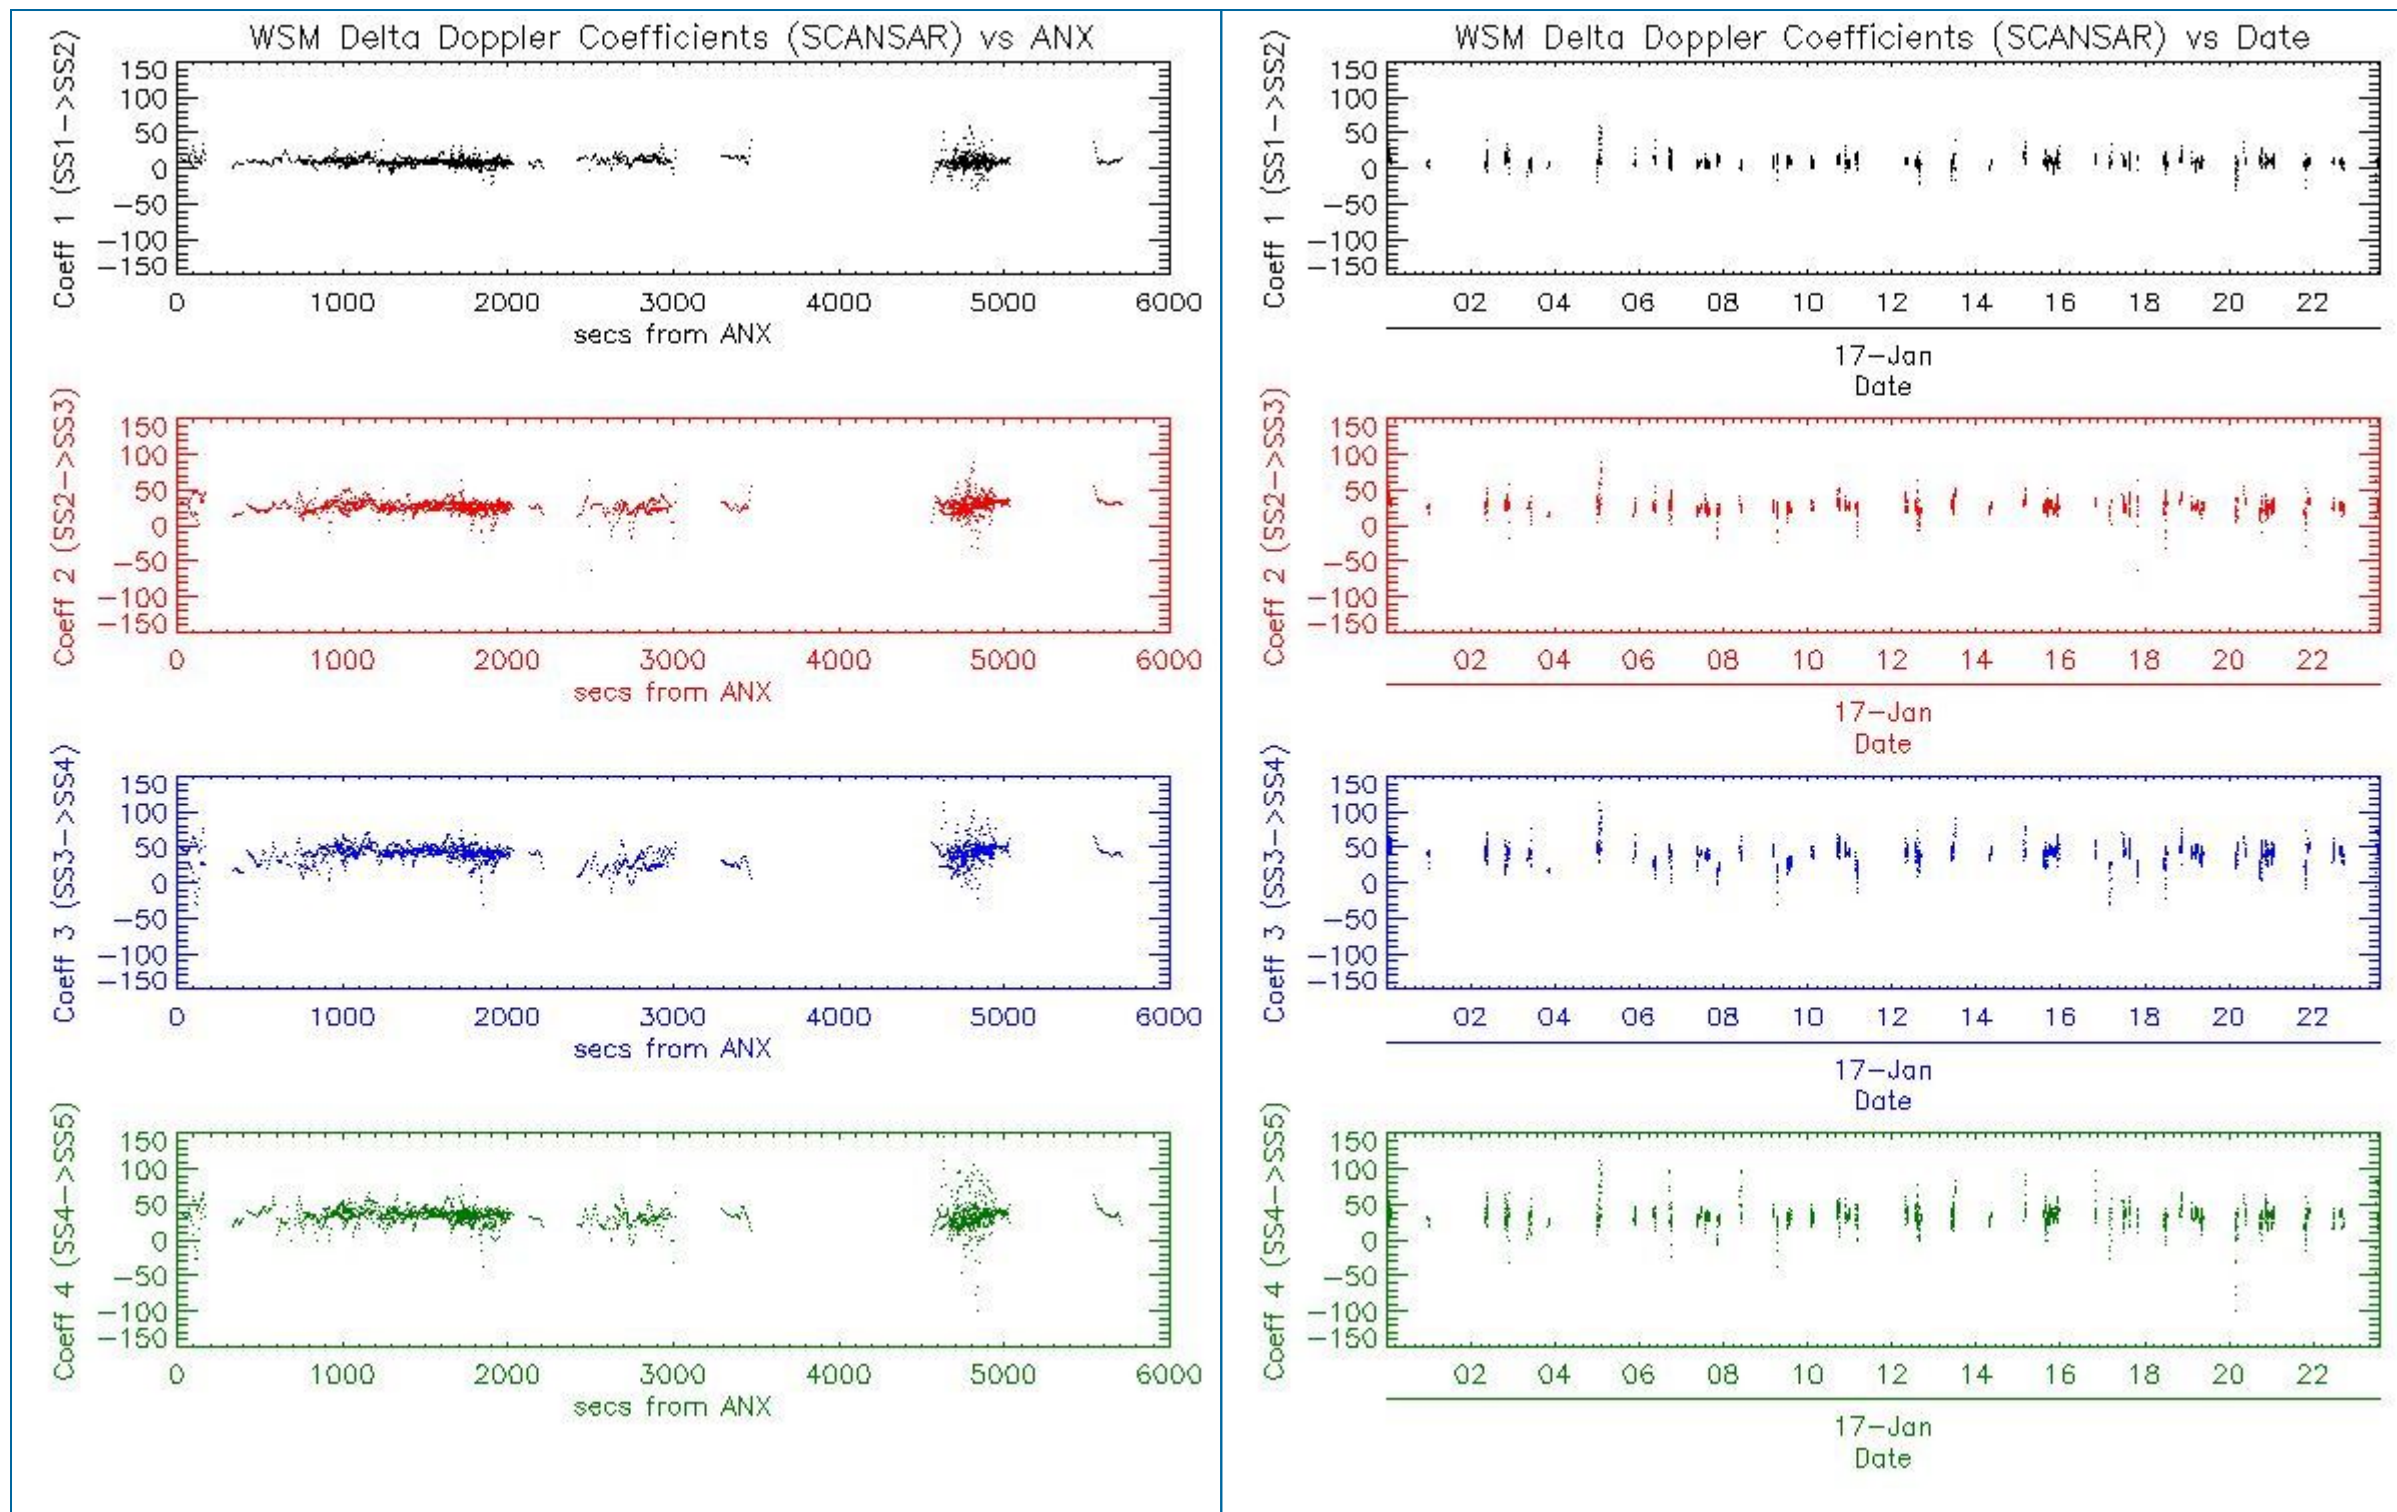 WSM Delta Doppler Coefficients (SCANSAR) vs ANX
Coeff 1 (SS1->SS2)
150
100
50
0
−50
−100
−150
0 1000 2000 3000 4000 5000 6000
secs from ANX
Coeff 2 (SS2->SS3)
150
100
50
0
−50
−100
−150
0 1000 2000 3000 4000 5000 6000
secs from ANX
Coeff 3 (SS3->SS4)
150
100
50
0
−50
−100
−150
0 1000 2000 3000 4000 5000 6000
secs from ANX
Coeff 4 (SS4->SS5)
150
100
50
0
−50
−100
−150
0 1000 2000 3000 4000 5000 6000
secs from ANX
WSM Delta Doppler Coefficients (SCANSAR) vs Date
Coeff 1 (SS1->SS2)
150
100
50
0
−50
−100
−150
02 04 06 08 10 12 14 16 18 20 22
17−Jan
Date
Coeff 2 (SS2->SS3)
150
100
50
0
−50
−100
−150
02 04 06 08 10 12 14 16 18 20 22
17−Jan
Date
Coeff 3 (SS3->SS4)
150
100
50
0
−50
−100
−150
02 04 06 08 10 12 14 16 18 20 22
17−Jan
Date
Coeff 4 (SS4->SS5)
150
100
50
0
−50
−100
−150
02 04 06 08 10 12 14 16 18 20 22
17−Jan
Date